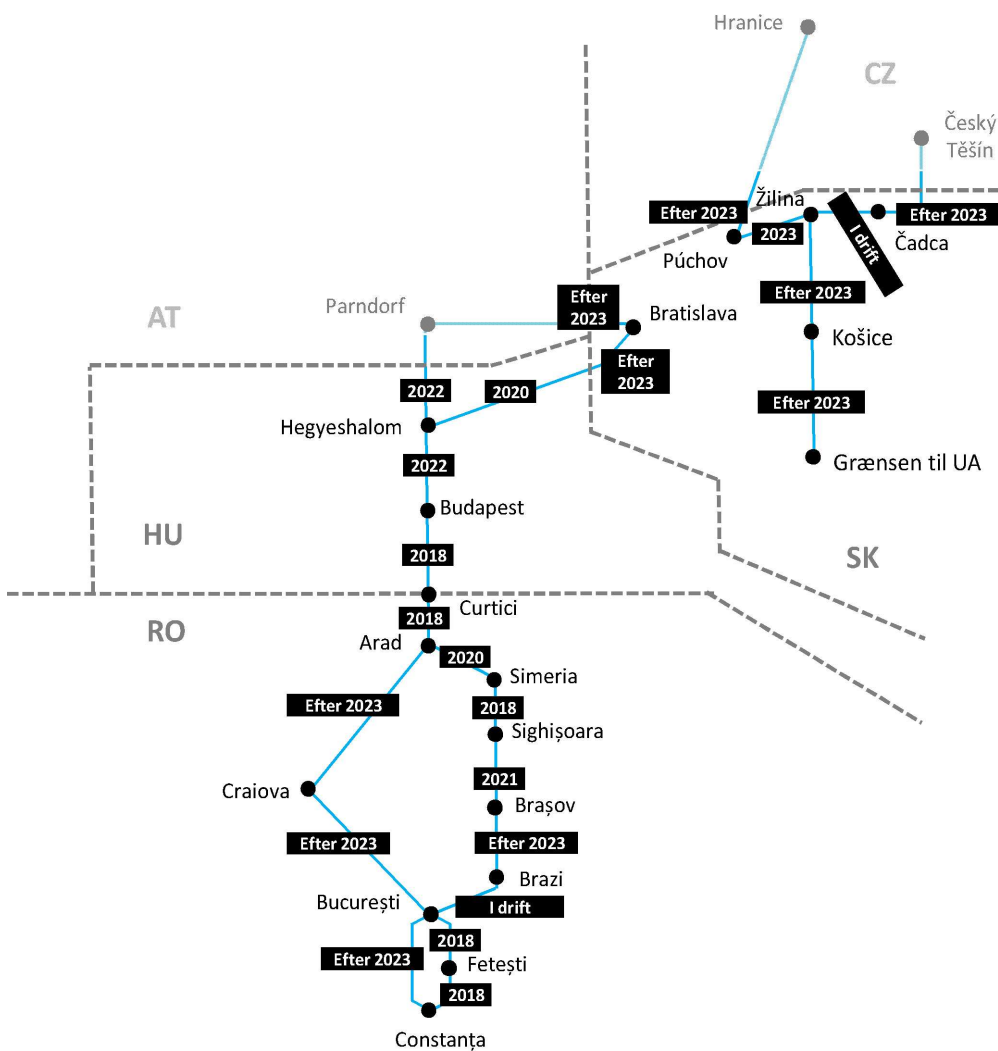 Hranice
CZ
Český
Těšín
Žilina
Efter 2023
Efter 2023
I drift
2023
Čadca
Púchov
Efter 2023
Efter
2023
Parndorf
Bratislava
AT
Košice
Efter
2023
2022
2020
Efter 2023
Hegyeshalom
Grænsen til UA
2022
Budapest
HU
2018
SK
Curtici
2018
RO
Arad
2020
Simeria
Efter 2023
2018
Sighișoara
2021
Craiova
Brașov
Efter 2023
Efter 2023
Brazi
București
I drift
2018
Efter 2023
Fetești
2018
Constanța